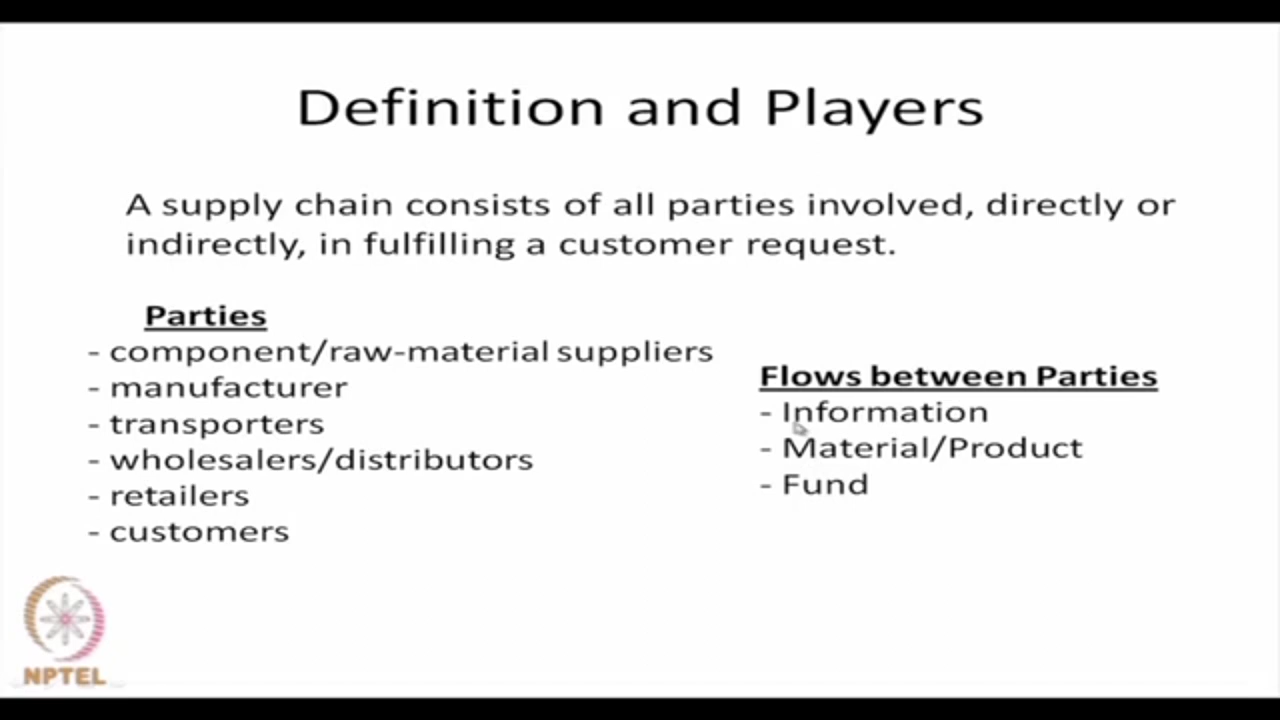 Definition and Players
A supply chain consists of all parties involved, directly or
indirectly, in fulfilling a customer request.
Parties
- component/raw-material suppliers
- manufacturer
- transporters
- wholesalers/distributors
- retailers
- customers
Flows between Parties
- Information
- Material/Product
- Fund
NPTEL